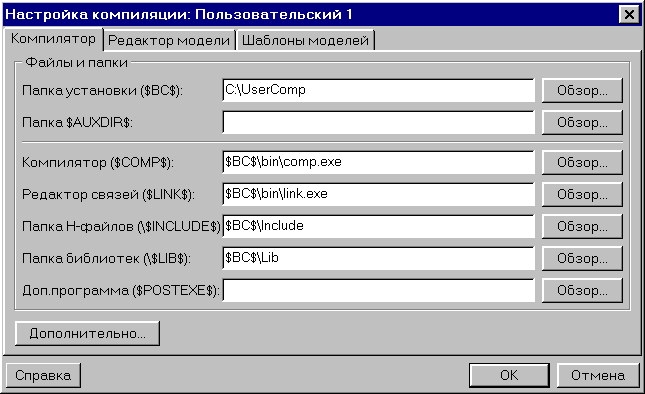 Настройка компиляции: Пользовательский 1
Компилятор Редактор модели Шаблоны моделей
Файлы и папки
Папка установки ($BC$): C:\UserComp Обзор...
Папка $AUXDIR$: Обзор...
Компилятор ($COMP$): $BC$\bin\comp.exe Обзор...
Редактор связей ($LINK$): $BC$\bin\link.exe Обзор...
Папка H-файлов (\$INCLUDE$) $BC$\Include Обзор...
Папка библиотек (\$LIB$): $BC$\Lib Обзор...
Доп.программа ($POSTEXE$): Обзор...
Дополнительно...
Справка OK Отмена